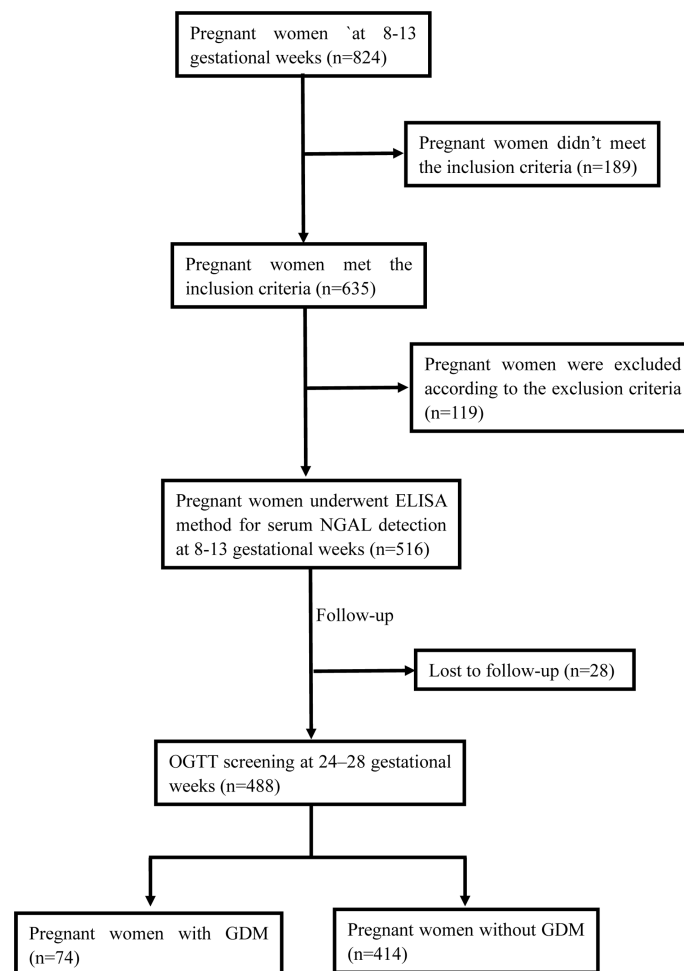 Pregnant women `at 8-13
gestational weeks (n=824)
Pregnant women didn’t meet
the inclusion criteria (n=189)
Pregnant women met the
inclusion criteria (n=635)
Pregnant women were excluded
according to the exclusion criteria
(n=119)
Pregnant women underwent ELISA
method for serum NGAL detection
at 8-13 gestational weeks (n=516)
Follow-up
Lost to follow-up (n=28)
OGTT screening at 24–28 gestational
weeks (n=488)
Pregnant women with GDM
(n=74)
Pregnant women without GDM
(n=414)